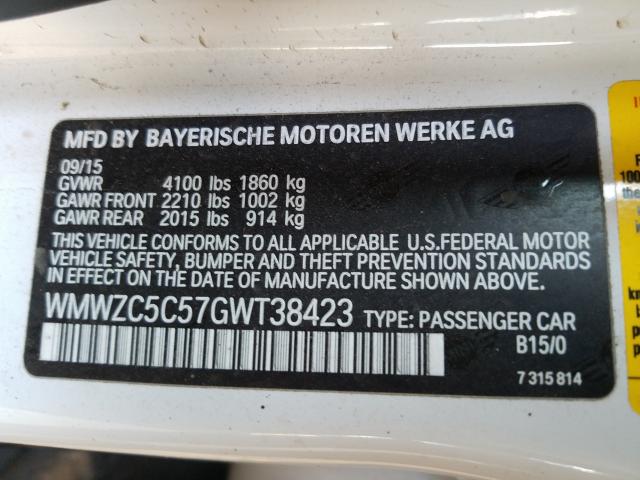 MFD BY BAYERISCHE MOTOREN WERKE AG
09/15
GVWR 4100 lbs 1860 kg
GAWR FRONT 2210 lbs 1002 kg
GAWR REAR 2015 lbs 914 kg
THIS VEHICLE CONFORMS TO ALL APPLICABLE U.S.FEDERAL MOTOR
VEHICLE SAFETY, BUMPER AND THEFT PREVENTION STANDARDS
IN EFFECT ON THE DATE OF MANUFACTURE SHOWN ABOVE.
WMWZC5C57GWT38423 TYPE: PASSENGER CAR
B15/0
7 315 814